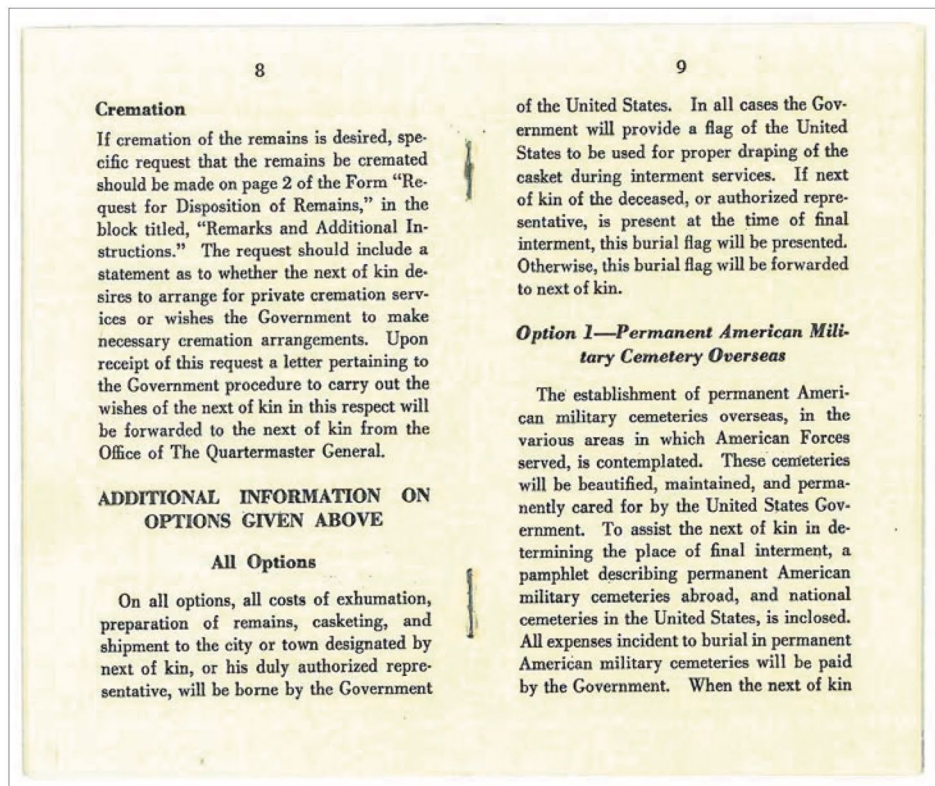 8
Cremation
If cremation of the remains is desired, spe-
cific request that the remains be cremated
should be made on page 2 of the Form “Re-
quest for Disposition of Remains,” in the
block titled, “Remarks and Additional In-
structions.” The request should include a
statement as to whether the next of kin de-
sires to arrange for private cremation serv-
ices or wishes the Government to make
necessary cremation arrangements. Upon
receipt of this request a letter pertaining to
the Government procedure to carry out the
wishes of the next of kin in this respect will
be forwarded to the next of kin from the
Office of The Quartermaster General.
ADDITIONAL INFORMATION ON
OPTIONS GIVEN ABOVE
All Options
On all options, all costs of exhumation,
preparation of remains, casketing, and
shipment to the city or town designated by
next of kin, or his duly authorized repre-
sentative, will be borne by the Government
9
of the United States. In all cases the Gov-
ernment will provide a flag of the United
States to be used for proper draping of the
casket during interment services. If next
of kin of the deceased, or authorized repre-
sentative, is present at the time of final
interment, this burial flag will be presented.
Otherwise, this burial flag will be forwarded
to next of kin.
Option 1—Permanent American Mili-
tary Cemetery Overseas
The establishment of permanent Ameri-
can military cemeteries overseas, in the
various areas in which American Forces
served, is contemplated. These cemeteries
will be beautified, maintained, and perma-
nently cared for by the United States Gov-
ernment. To assist the next of kin in de-
termining the place of final interment, a
pamphlet describing permanent American
military cemeteries abroad, and national
cemeteries in the United States, is inclosed.
All expenses incident to burial in permanent
American military cemeteries will be paid
by the Government. When the next of kin